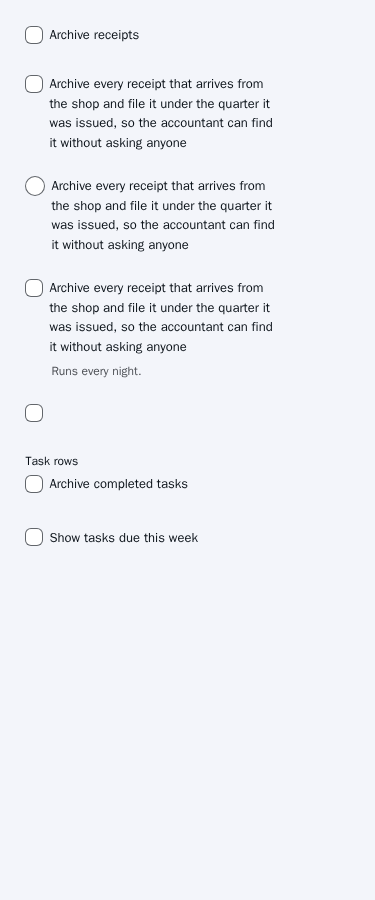 Archive receipts
Archive every receipt that arrives from
the shop and file it under the quarter it
was issued, so the accountant can find
it without asking anyone
Archive every receipt that arrives from
the shop and file it under the quarter it
was issued, so the accountant can find
it without asking anyone
Archive every receipt that arrives from
the shop and file it under the quarter it
was issued, so the accountant can find
it without asking anyone
Runs every night.
Task rows
Archive completed tasks
Show tasks due this week